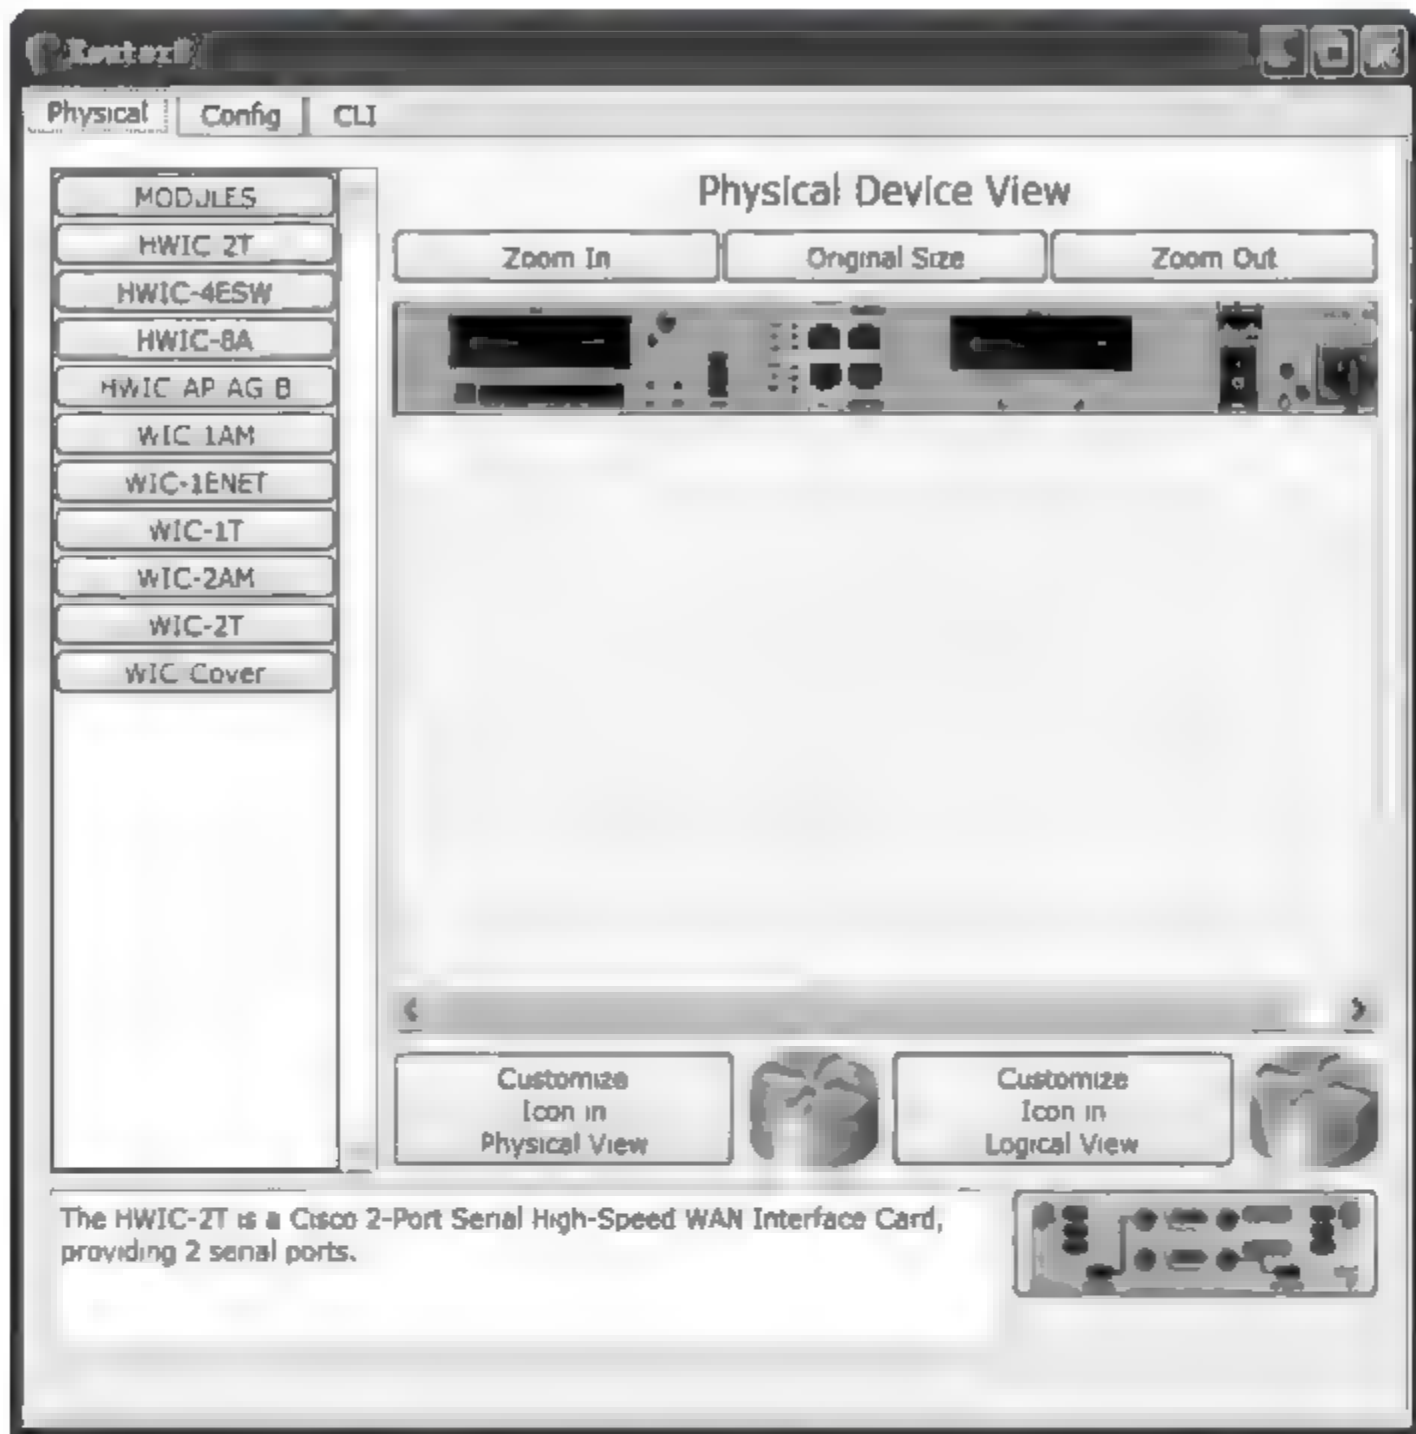 Physical Config CLI
MODULES
HWIC 2T
HWIC-4ESW
HWIC-8A
HWIC AP AG B
WIC 1AM
WIC-1ENET
WIC-1T
WIC-2AM
WIC-2T
WIC Cover
Physical Device View
Zoom In Original Size Zoom Out
Customize
Icon in
Physical View
Customize
Icon in
Logical View
The HWIC-2T is a Cisco 2-Port Serial High-Speed WAN Interface Card,
providing 2 serial ports.